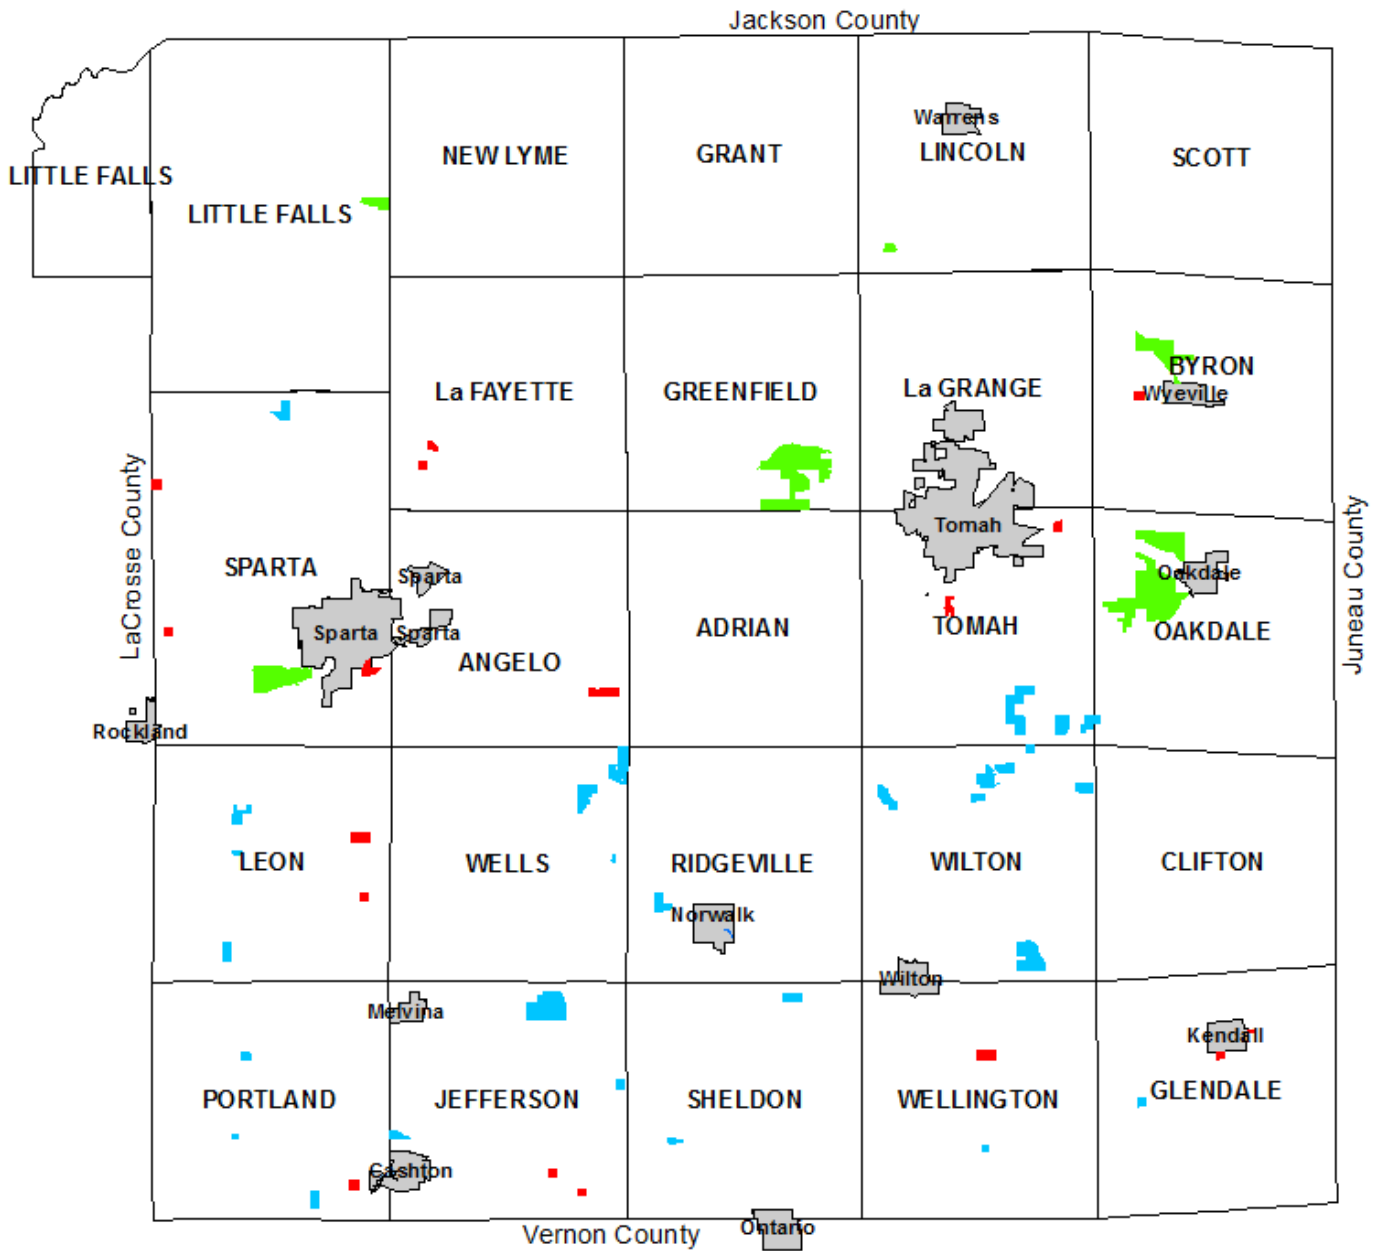 Jackson County
Warrens
NEW LYME
GRANT
LINCOLN
SCOTT
LITTLE FALLS
LITTLE FALLS
BYRON
La FAYETTE
GREENFIELD
La GRANGE
Wyeville
LaCrosse County
Juneau County
Tomah
SPARTA
Sparta
Oakdale
Sparta
Sparta
ADRIAN
TOMAH
OAKDALE
ANGELO
Rockland
LEON
WELLS
RIDGEVILLE
WILTON
CLIFTON
Norwalk
Wilton
Melvina
Kendall
PORTLAND
JEFFERSON
SHELDON
WELLINGTON
GLENDALE
Cashton
Ontario
Vernon County